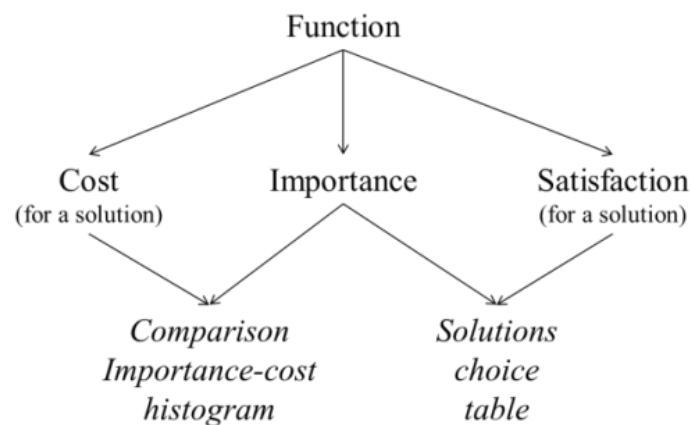 Function
Cost
Importance
Satisfaction
(for a solution)
(for a solution)
Comparison
Importance-cost
histogram
Solutions
choice
table